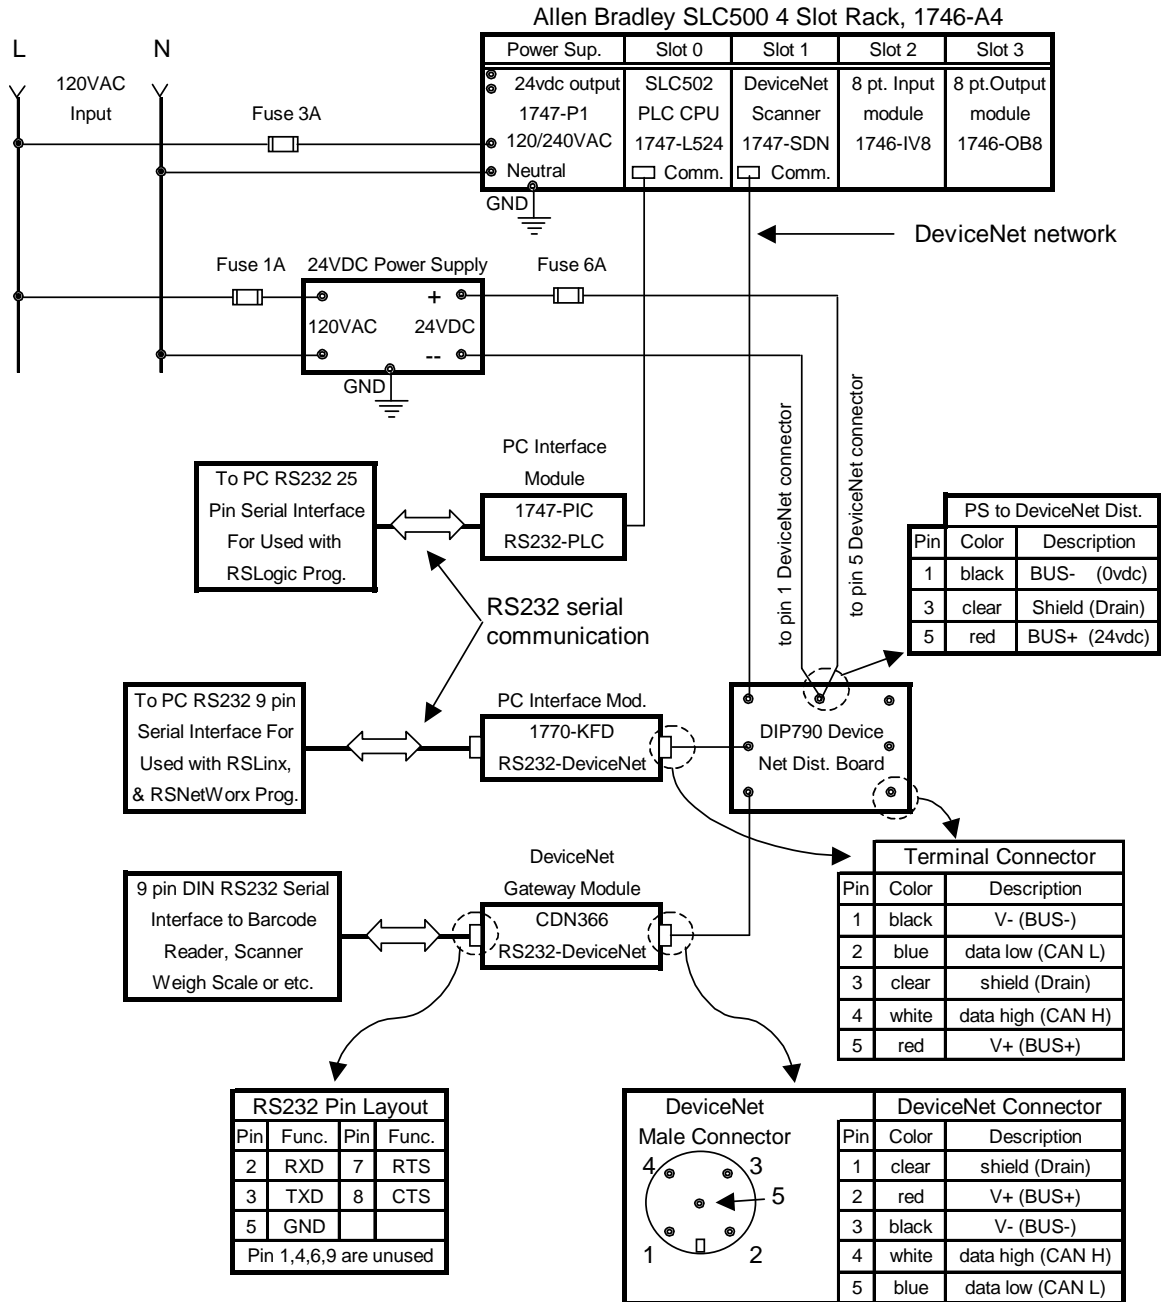 Allen Bradley SLC500 4 Slot Rack, 1746-A4
L
N
120VAC
Input
Fuse 3A
Power Sup.
Slot 0
Slot 1
Slot 2
Slot 3
24vdc output
1747-P1
120/240VAC
Neutral
SLC502
PLC CPU
1747-L524
Comm.
DeviceNet
Scanner
1747-SDN
Comm.
8 pt. Input
module
1746-IV8
8 pt.Output
module
1746-OB8
GND
DeviceNet network
Fuse 1A
24VDC Power Supply
Fuse 6A
+
120VAC
24VDC
--
GND
to pin 1 DeviceNet connector
to pin 5 DeviceNet connector
PC Interface
Module
1747-PIC
RS232-PLC
To PC RS232 25
Pin Serial Interface
For Used with
RSLogic Prog.
RS232 serial
communication
PS to DeviceNet Dist.
Pin Color Description
1 black BUS- (0vdc)
3 clear Shield (Drain)
5 red BUS+ (24vdc)
To PC RS232 9 pin
Serial Interface For
Used with RSLinx,
& RSNetWorx Prog.
PC Interface Mod.
1770-KFD
RS232-DeviceNet
DIP790 Device
Net Dist. Board
Terminal Connector
Pin Color Description
1 black V- (BUS-)
2 blue data low (CAN L)
3 clear shield (Drain)
4 white data high (CAN H)
5 red V+ (BUS+)
9 pin DIN RS232 Serial
Interface to Barcode
Reader, Scanner
Weigh Scale or etc.
DeviceNet
Gateway Module
CDN366
RS232-DeviceNet
RS232 Pin Layout
Pin Func. Pin Func.
2 RXD 7 RTS
3 TXD 8 CTS
5 GND
Pin 1,4,6,9 are unused
DeviceNet
Male Connector
4
3
5
1
2
DeviceNet Connector
Pin Color Description
1 clear shield (Drain)
2 red V+ (BUS+)
3 black V- (BUS-)
4 white data high (CAN H)
5 blue data low (CAN L)